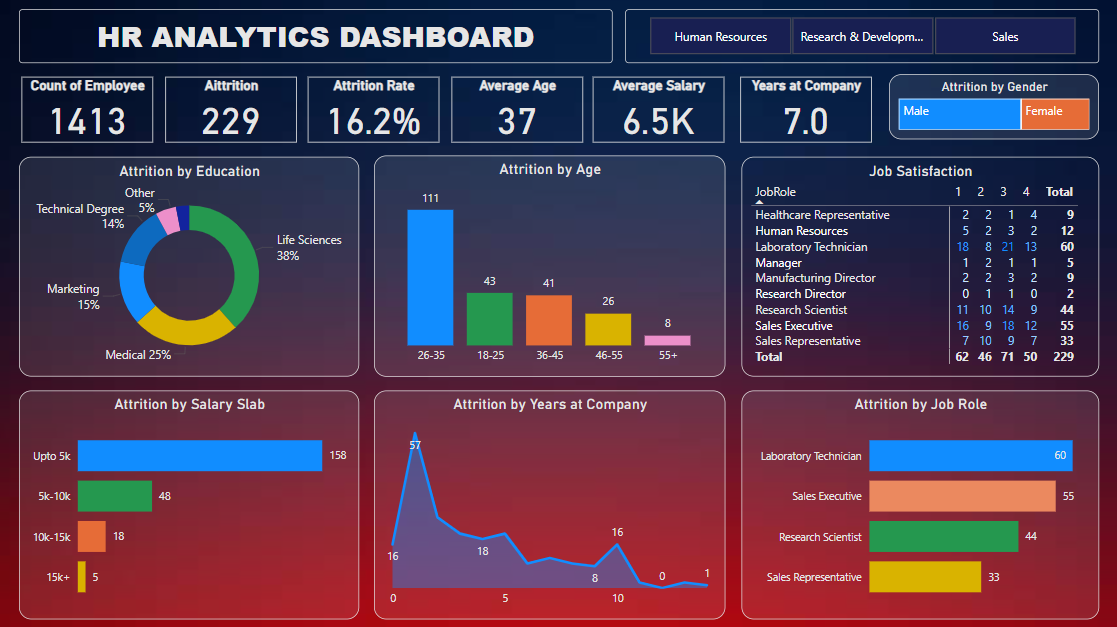 HR ANALYTICS DASHBOARD
Human Resources
Research & Developm...
Sales
Count of Employee
1413
Aittrition
229
Attrition Rate
16.2%
Average Age
37
Average Salary
6.5K
Years at Company
7.0
Attrition by Gender
Male
Female
Attrition by Education
Other
5%
Technical Degree
14%
Life Sciences
38%
Marketing
15%
Medical 25%
Attrition by Age
111
43
41
26
8
26-35
18-25
36-45
46-55
55+
Job Satisfaction
JobRole 1 2 3 4 Total
Healthcare Representative 2 2 1 4 9
Human Resources 5 2 3 2 12
Laboratory Technician 18 8 21 13 60
Manager 1 2 1 1 5
Manufacturing Director 2 2 3 2 9
Research Director 0 1 1 0 2
Research Scientist 11 10 14 9 44
Sales Executive 16 9 18 12 55
Sales Representative 7 10 9 7 33
Total 62 46 71 50 229
Attrition by Salary Slab
Upto 5k 158
5k-10k 48
10k-15k 18
15k+ 5
Attrition by Years at Company
57
16
18
8
16
0
1
0
5
10
Attrition by Job Role
Laboratory Technician 60
Sales Executive 55
Research Scientist 44
Sales Representative 33